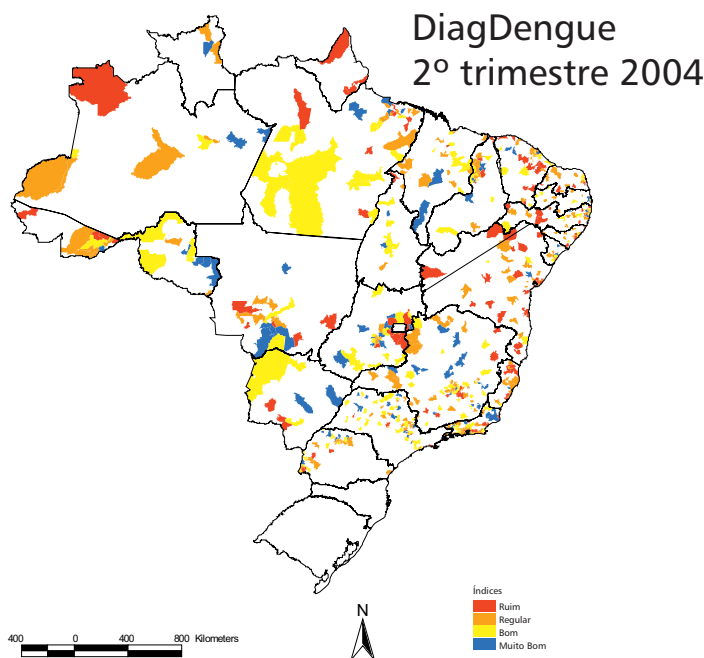 DiagDengue
2º trimestre 2004
N
Índices
Ruim
Regular
Bom
Muito Bom
400 0 400 800 Kilometers